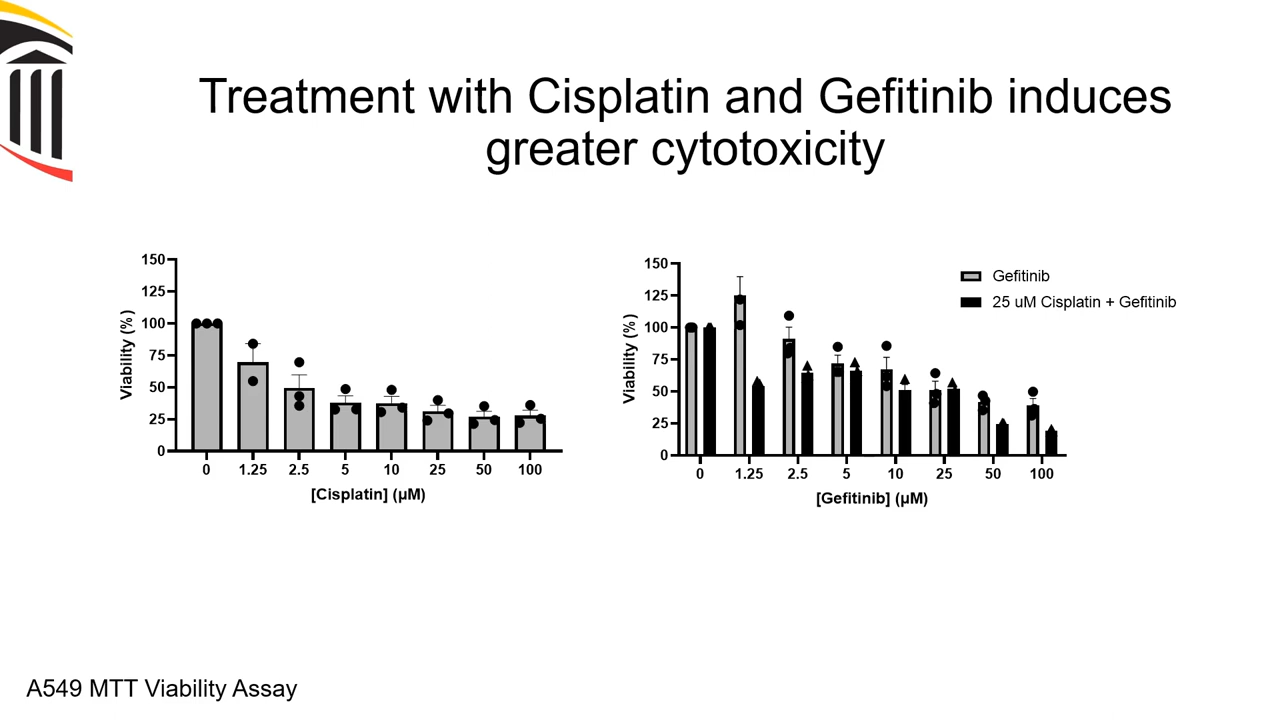 Treatment with Cisplatin and Gefitinib induces
greater cytotoxicity
150
125
100
75
50
25
0
Viability (%)
0 1.25 2.5 5 10 25 50 100
[Cisplatin] (µM)
150
125
100
75
50
25
0
Viability (%)
0 1.25 2.5 5 10 25 50 100
[Gefitinib] (µM)
Gefitinib
25 uM Cisplatin + Gefitinib
A549 MTT Viability Assay